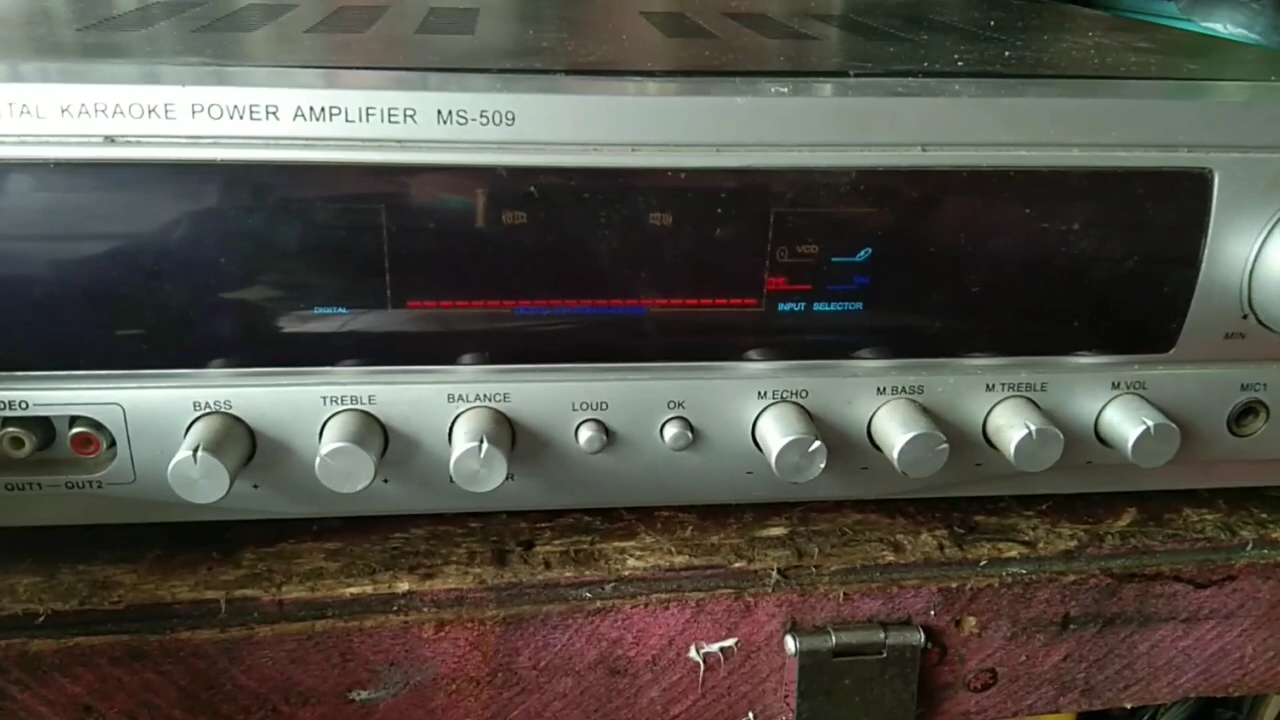 TAL KARAOKE POWER AMPLIFIER MS-509
VCD
DIGITAL
INPUT SELECTOR
MIN
DEO
OUT1 OUT2
BASS
+
TREBLE
+
BALANCE
R
LOUD
OK
M.ECHO
-
M.BASS
-
M.TREBLE
-
M.VOL
-
MIC1